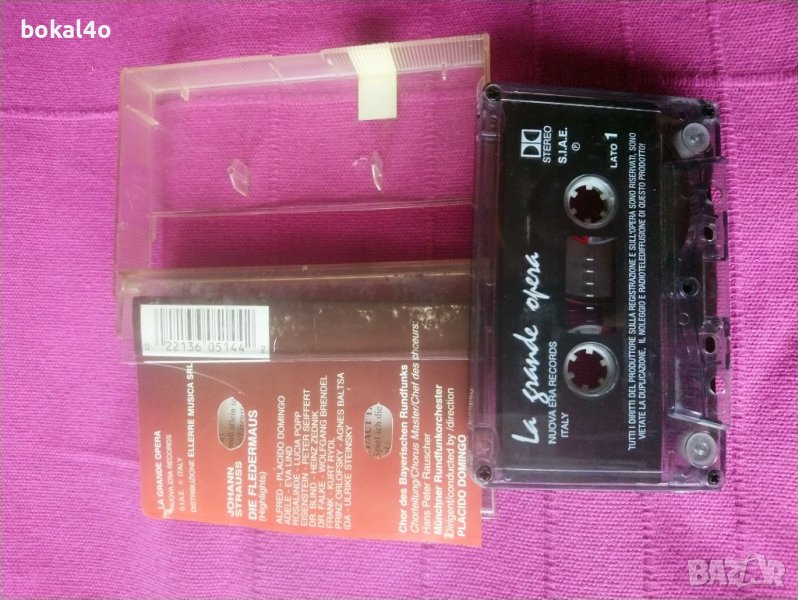 bokal4o
0 22136 05144 2
LA GRANDE OPERA
NUOVA ERA RECORDS
S I A E • ITALY
DISTRIBUZIONE ELLERRE MUSICA SRL
JOHANN
STRAUSS
DIE FLEDERMAUS
(Highlights)
ALFRED - PLACIDO DOMINGO
ADELE - EVA LIND
ROSALINDE - LUCIA POPP
EISENSTEIN - PETER SEIFFERT
DR. BLIND - HEINZ ZEDNIK
DR. FALKE - WOLFGANG BRENDEL
FRANK - KURT RYDL
PRINZ ORLOFSKY - AGNES BALTSA
IDA - ULRIKE STEINSKY
Chor des Bayerischen Rundfunks
Chorleitung/Chorus Master/Chef des chœurs:
Hans Peter Rauscher
Münchner Rundfunkorchester
Dirigent/conducted by /direction
PLACIDO DOMINGO
La grande opera
NUOVA ERA RECORDS
ITALY
STEREO
S.I.A.E.
P
LATO 1
TUTTI I DIRITTI DEL PRODUTTORE SULLA REGISTRAZIONE E SULL'OPERA SONO RISERVATI. SONO
VIETATE LA DUPLICAZIONE, IL NOLEGGIO E RADIOTELEDIFFUSIONE DI QUESTO PRODOTTO!
BAZAR